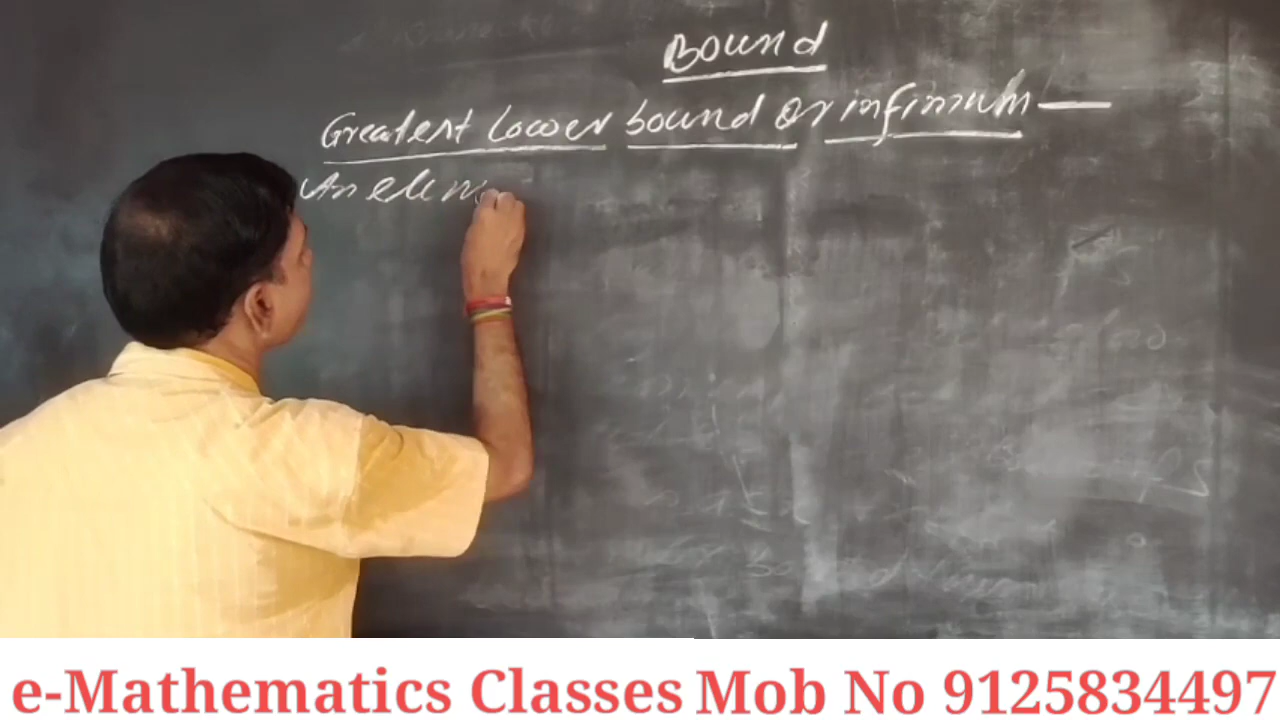 Bound
Greatest Lower bound or infimum —
An elem
e-Mathematics Classes Mob No 9125834497